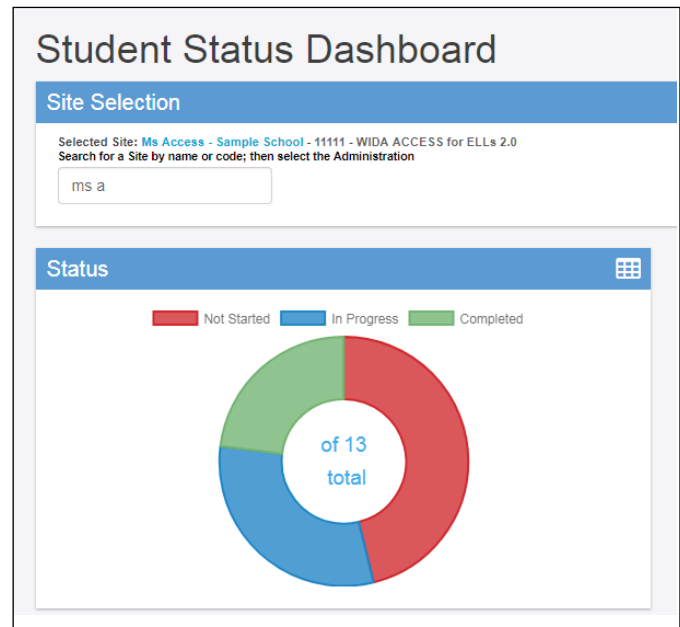 Student Status Dashboard
Site Selection
Selected Site: Ms Access - Sample School - 11111 - WIDA ACCESS for ELLs 2.0
Search for a Site by name or code; then select the Administration
ms a
Status
Not Started In Progress Completed
of 13
total